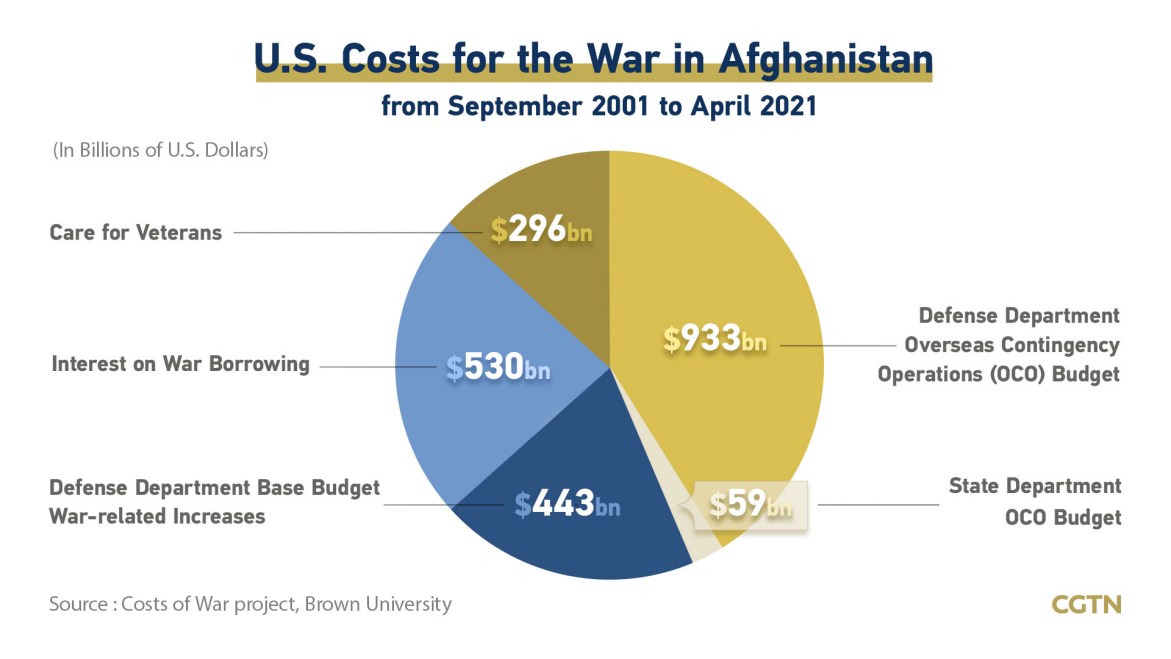 U.S. Costs for the War in Afghanistan
from September 2001 to April 2021
(In Billions of U.S. Dollars)
Care for Veterans
$296bn
$933bn
Defense Department
Overseas Contingency
Operations (OCO) Budget
Interest on War Borrowing
$530bn
Defense Department Base Budget
War-related Increases
$443bn
$59bn
State Department
OCO Budget
Source : Costs of War project, Brown University
CGTN